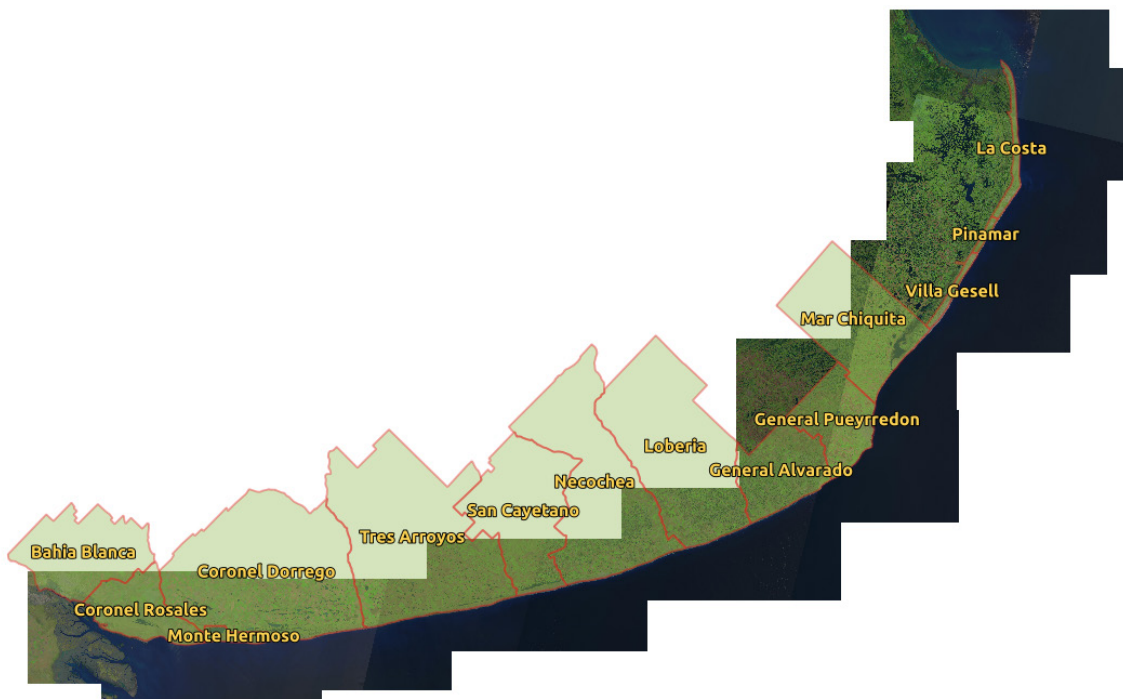 La Costa
Pinamar
Villa Gesell
Mar Chiquita
General Pueyrredon
Loberia
General Alvarado
Necochea
San Cayetano
Tres Arroyos
Bahia Blanca
Coronel Dorrego
Coronel Rosales
Monte Hermoso